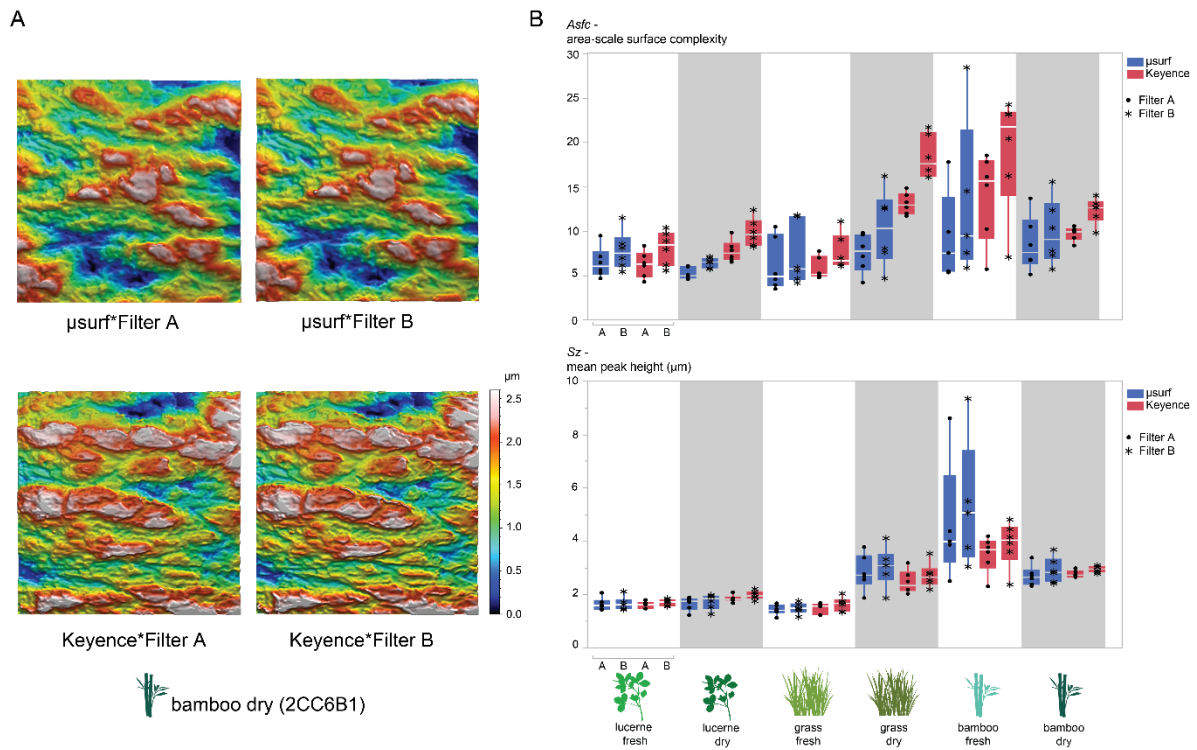 A
µsurf*Filter A
µsurf*Filter B
µm
2.5
2.0
1.5
1.0
0.5
0.0
Keyence*Filter A
Keyence*Filter B
bamboo dry (2CC6B1)
B
Asfc -
area-scale surface complexity
30
25
20
15
10
5
0
A B A B
µsurf
Keyence
Filter A
Filter B
Sz -
mean peak height (µm)
10
8
6
4
2
0
A B A B
µsurf
Keyence
Filter A
Filter B
lucerne
fresh
lucerne
dry
grass
fresh
grass
dry
bamboo
fresh
bamboo
dry